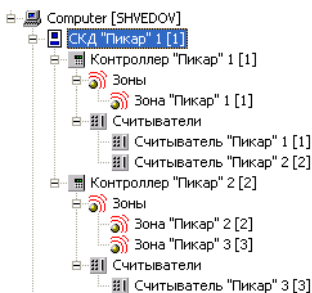 Computer [SHVEDOV]
СКД "Пикар" 1 [1]
Контроллер "Пикар" 1 [1]
Зоны
Зона "Пикар" 1 [1]
Считыватели
Считыватель "Пикар" 1 [1]
Считыватель "Пикар" 2 [2]
Контроллер "Пикар" 2 [2]
Зоны
Зона "Пикар" 2 [2]
Зона "Пикар" 3 [3]
Считыватели
Считыватель "Пикар" 3 [3]